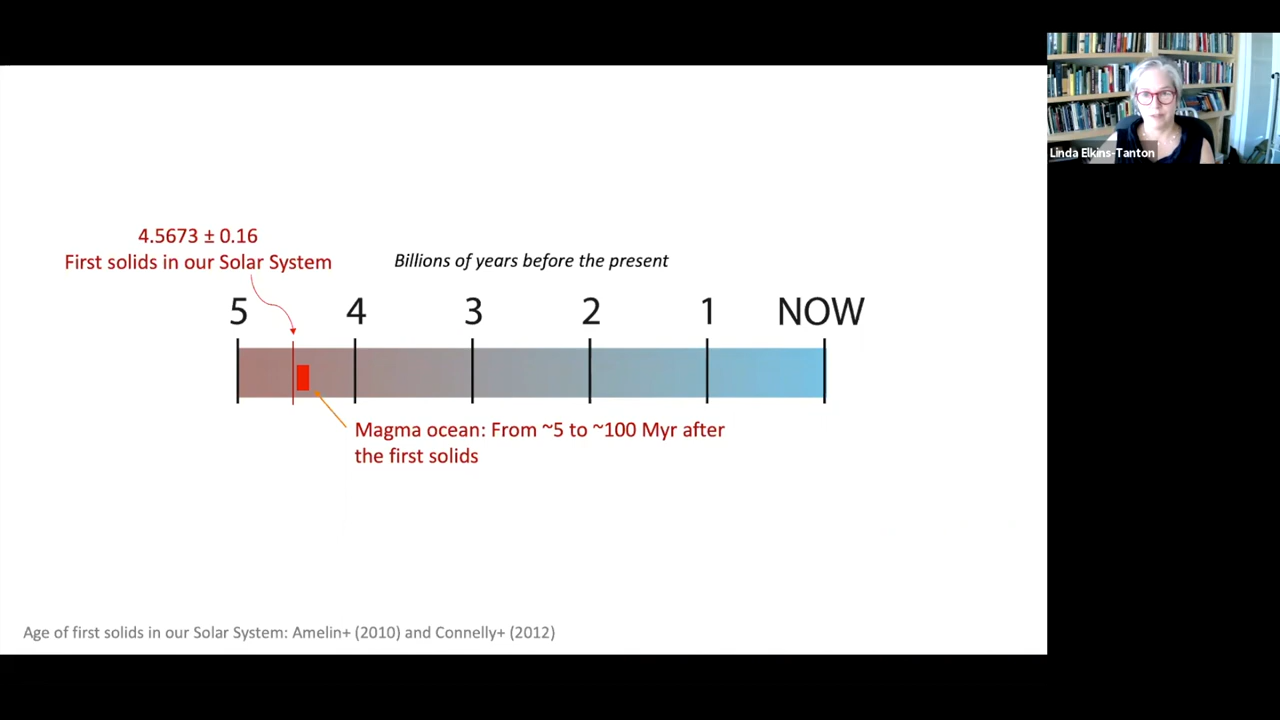 Linda Elkins-Tanton
4.5673 ± 0.16
First solids in our Solar System
Billions of years before the present
5 4 3 2 1 NOW
Magma ocean: From ~5 to ~100 Myr after
the first solids
Age of first solids in our Solar System: Amelin+ (2010) and Connelly+ (2012)